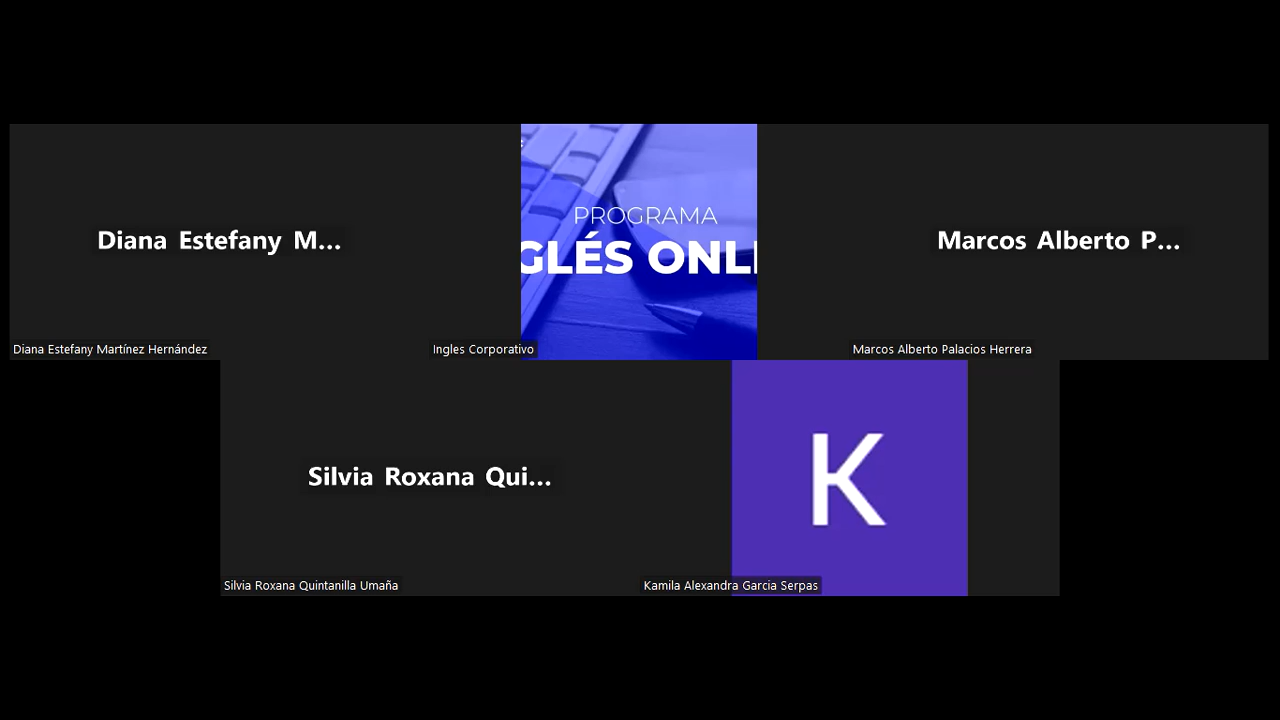 Diana Estefany M...
PROGRAMA
GLÉS ONLI
Marcos Alberto P...
Diana Estefany Martínez Hernández
Ingles Corporativo
Marcos Alberto Palacios Herrera
Silvia Roxana Qui...
K
Silvia Roxana Quintanilla Umaña
Kamila Alexandra Garcia Serpas